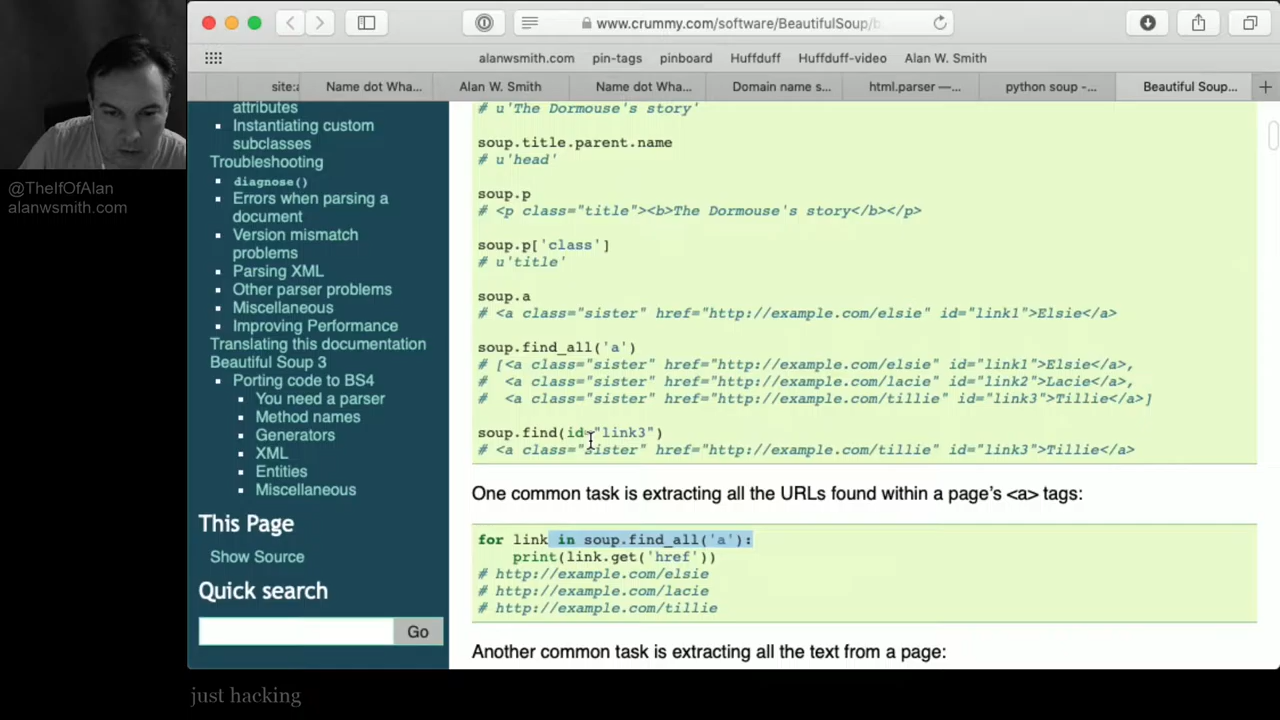 www.crummy.com/software/BeautifulSoup/b
alanwsmith.com pin-tags pinboard Huffduff Huffduff-video Alan W. Smith
site:a Name dot Wha... Alan W. Smith Name dot Wha... Domain name s... html.parser —... python soup -... Beautiful Soup...
@TheIfOfAlan
alanwsmith.com
attributes
Instantiating custom
subclasses
Troubleshooting
diagnose()
Errors when parsing a
document
Version mismatch
problems
Parsing XML
Other parser problems
Miscellaneous
Improving Performance
Translating this documentation
Beautiful Soup 3
Porting code to BS4
You need a parser
Method names
Generators
XML
Entities
Miscellaneous
This Page
Show Source
Quick search
Go
# u'The Dormouse's story'
soup.title.parent.name
# u'head'
soup.p
# <p class="title"><b>The Dormouse's story</b></p>
soup.p['class']
# u'title'
soup.a
# <a class="sister" href="http://example.com/elsie" id="link1">Elsie</a>
soup.find_all('a')
# [<a class="sister" href="http://example.com/elsie" id="link1">Elsie</a>,
#  <a class="sister" href="http://example.com/lacie" id="link2">Lacie</a>,
#  <a class="sister" href="http://example.com/tillie" id="link3">Tillie</a>]
soup.find(id="link3")
# <a class="sister" href="http://example.com/tillie" id="link3">Tillie</a>
One common task is extracting all the URLs found within a page's <a> tags:
for link in soup.find_all('a'):
print(link.get('href'))
# http://example.com/elsie
# http://example.com/lacie
# http://example.com/tillie
Another common task is extracting all the text from a page:
just hacking